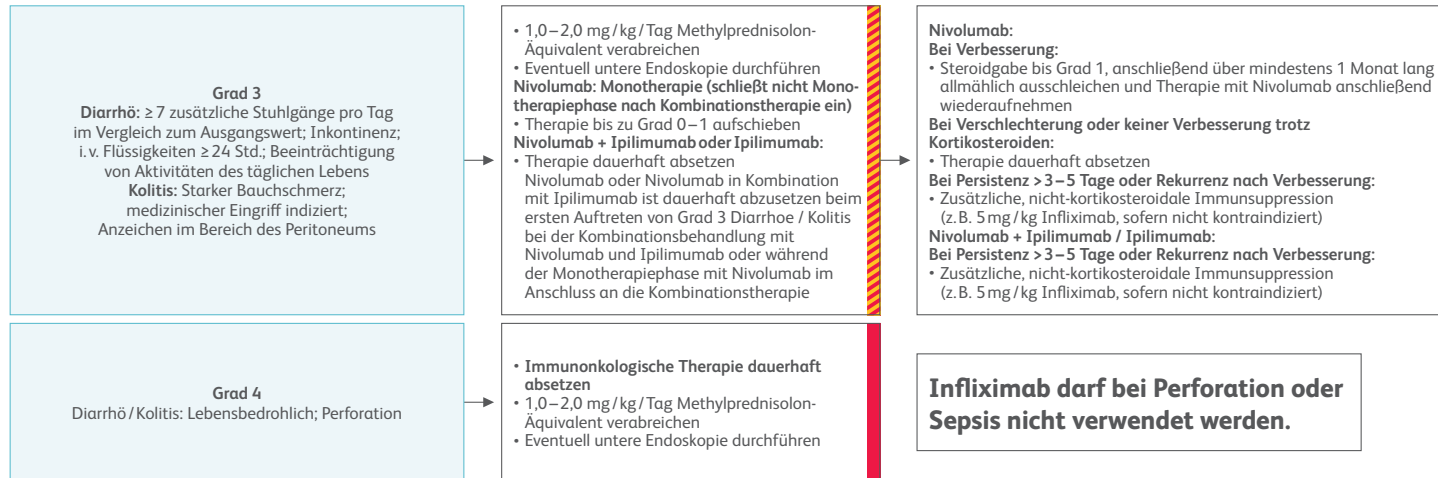 Grad 3
Diarrhö: ≥ 7 zusätzliche Stuhlgänge pro Tag
im Vergleich zum Ausgangswert; Inkontinenz;
i. v. Flüssigkeiten ≥ 24 Std.; Beeinträchtigung
von Aktivitäten des täglichen Lebens
Kolitis: Starker Bauchschmerz;
medizinischer Eingriff indiziert;
Anzeichen im Bereich des Peritoneums
• 1,0–2,0 mg/kg/Tag Methylprednisolon-
Äquivalent verabreichen
• Eventuell untere Endoskopie durchführen
Nivolumab: Monotherapie (schließt nicht Mono-
therapiephase nach Kombinationstherapie ein)
• Therapie bis zu Grad 0–1 aufschieben
Nivolumab + Ipilimumab oder Ipilimumab:
• Therapie dauerhaft absetzen
Nivolumab oder Nivolumab in Kombination
mit Ipilimumab ist dauerhaft abzusetzen beim
ersten Auftreten von Grad 3 Diarrhoe / Kolitis
bei der Kombinationsbehandlung mit
Nivolumab und Ipilimumab oder während
der Monotherapiephase mit Nivolumab im
Anschluss an die Kombinationstherapie
Nivolumab:
Bei Verbesserung:
• Steroidgabe bis Grad 1, anschließend über mindestens 1 Monat lang
allmählich ausschleichen und Therapie mit Nivolumab anschließend
wiederaufnehmen
Bei Verschlechterung oder keiner Verbesserung trotz
Kortikosteroiden:
• Therapie dauerhaft absetzen
Bei Persistenz > 3–5 Tage oder Rekurrenz nach Verbesserung:
• Zusätzliche, nicht-kortikosteroidale Immunsuppression
(z. B. 5 mg/kg Infliximab, sofern nicht kontraindiziert)
Nivolumab + Ipilimumab / Ipilimumab:
Bei Persistenz > 3–5 Tage oder Rekurrenz nach Verbesserung:
• Zusätzliche, nicht-kortikosteroidale Immunsuppression
(z. B. 5 mg/kg Infliximab, sofern nicht kontraindiziert)
Grad 4
Diarrhö/Kolitis: Lebensbedrohlich; Perforation
• Immunonkologische Therapie dauerhaft
absetzen
• 1,0–2,0 mg/kg/Tag Methylprednisolon-
Äquivalent verabreichen
• Eventuell untere Endoskopie durchführen
Infliximab darf bei Perforation oder
Sepsis nicht verwendet werden.